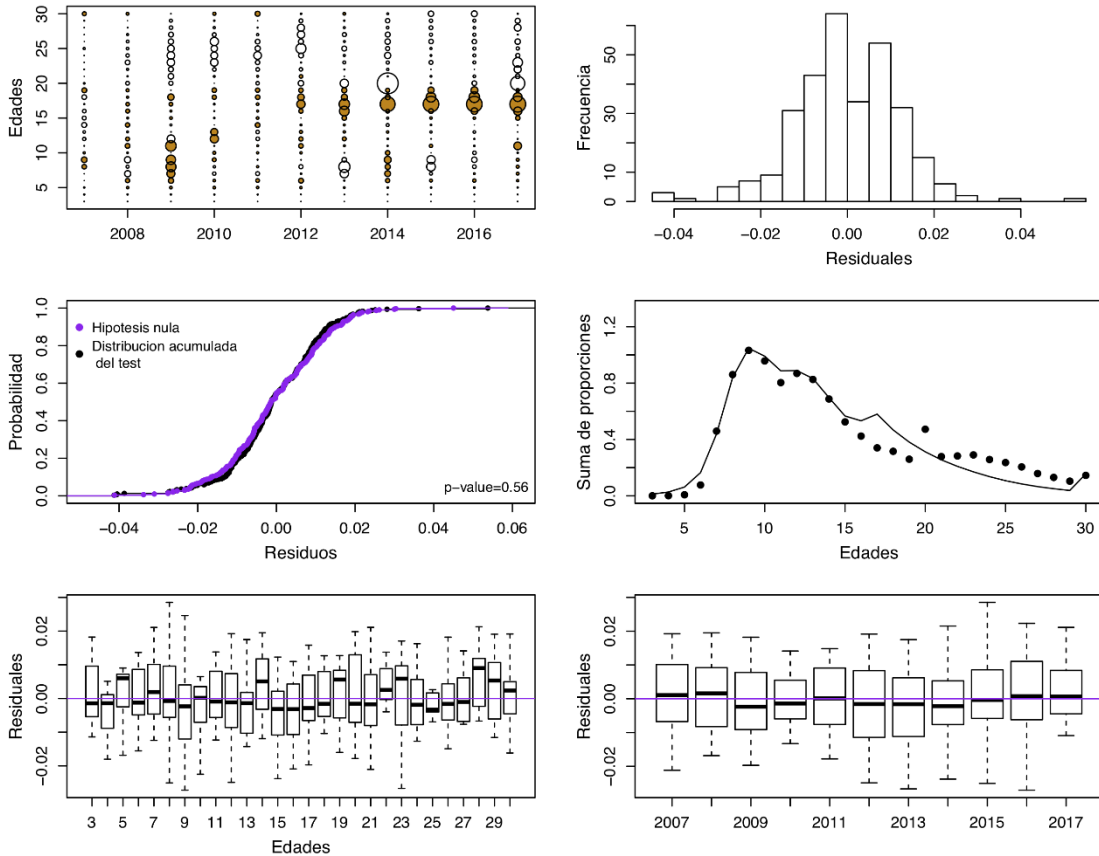 Edades
5 10 15 20 25 30
2008 2010 2012 2014 2016
Frecuencia
0 10 30 50
−0.04 −0.02 0.00 0.02 0.04
Residuales
Probabilidad
0.0 0.2 0.4 0.6 0.8 1.0
Hipotesis nula
Distribucion acumulada
del test
p−value=0.56
−0.04 −0.02 0.00 0.02 0.04 0.06
Residuos
Suma de proporciones
0.0 0.4 0.8 1.2
5 10 15 20 25 30
Edades
Residuales
−0.02 0.00 0.02
3 5 7 9 11 13 15 17 19 21 23 25 27 29
Edades
Residuales
−0.02 0.00 0.02
2007 2009 2011 2013 2015 2017